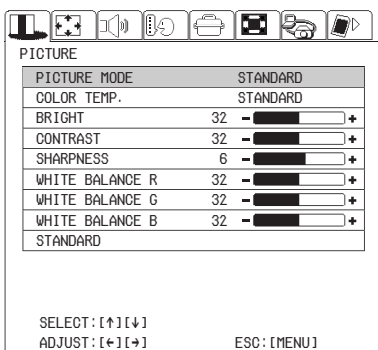 PICTURE
PICTURE MODE STANDARD
COLOR TEMP. STANDARD
BRIGHT 32 - +
CONTRAST 32 - +
SHARPNESS 6 - +
WHITE BALANCE R 32 - +
WHITE BALANCE G 32 - +
WHITE BALANCE B 32 - +
STANDARD
SELECT:[↑][↓]
ADJUST:[←][→] ESC:[MENU]